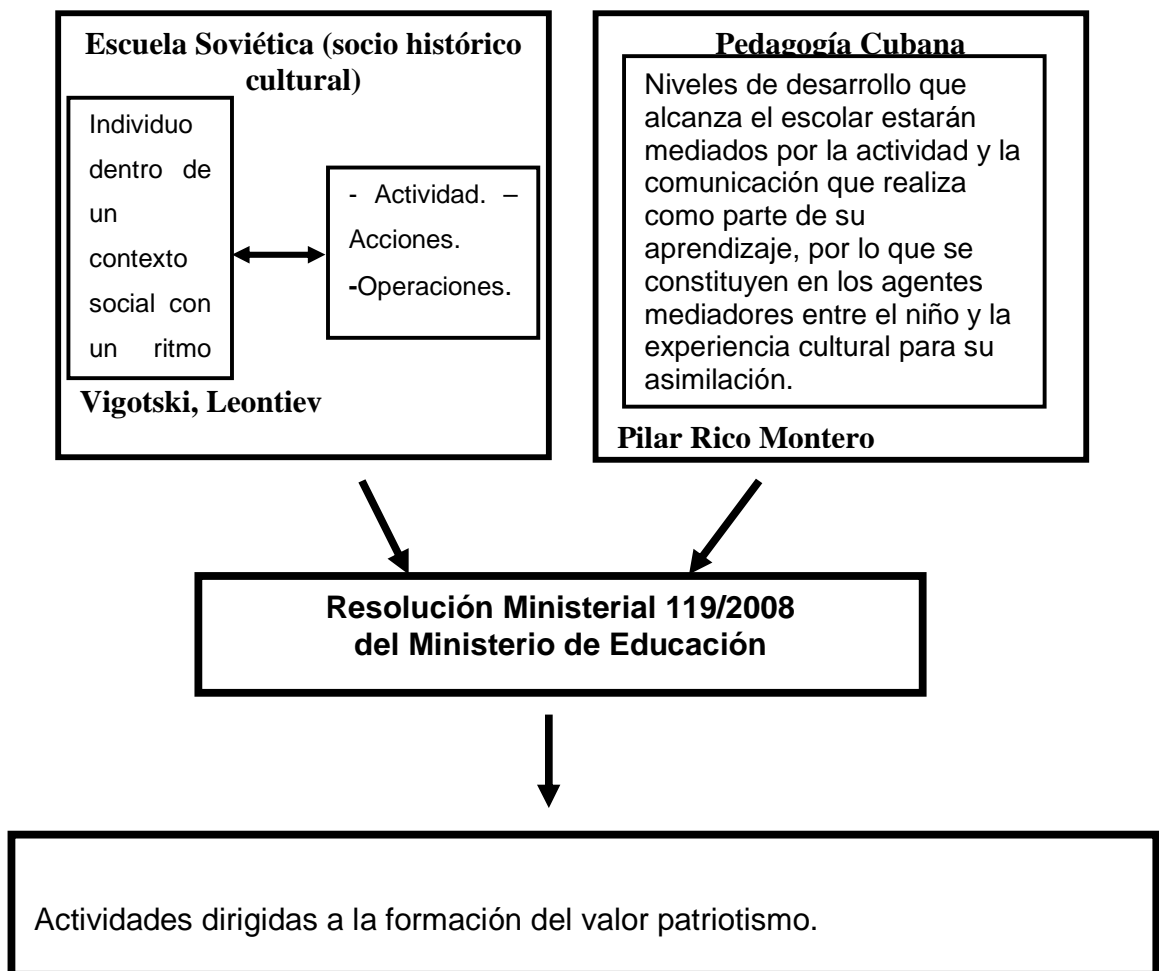 Escuela Soviética (socio histórico
cultural)
Individuo
dentro de
un
contexto
social con
un ritmo
- Actividad. –
Acciones.
-Operaciones.
Vigotski, Leontiev
Pedagogía Cubana
Niveles de desarrollo que
alcanza el escolar estarán
mediados por la actividad y la
comunicación que realiza
como parte de su
aprendizaje, por lo que se
constituyen en los agentes
mediadores entre el niño y la
experiencia cultural para su
asimilación.
Pilar Rico Montero
Resolución Ministerial 119/2008
del Ministerio de Educación
Actividades dirigidas a la formación del valor patriotismo.